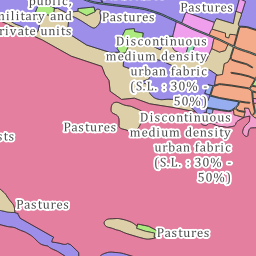 public,
military and
private units
Pastures
Pastures
Discontinuous
medium density
urban fabric
(S.L. : 30% -
50%)
Pastures
Discontinuous
medium density
urban fabric
(S.L. : 30% -
50%)
Pastures
Pastures